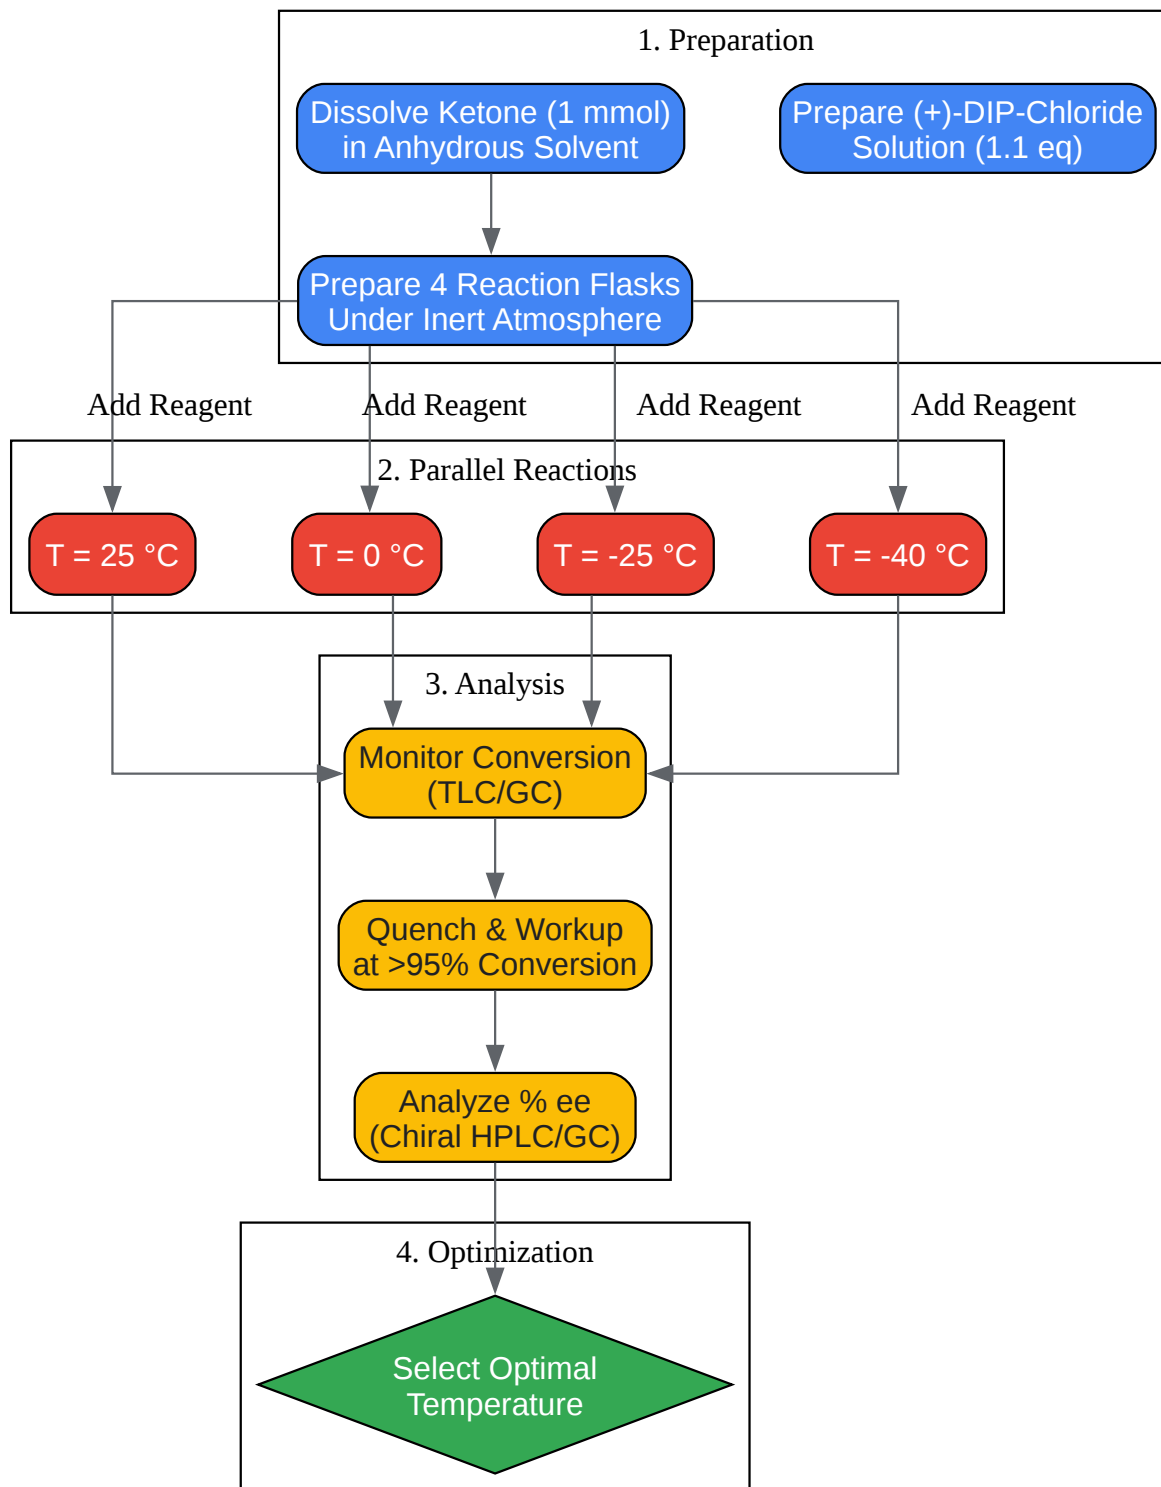 1. Preparation
Dissolve Ketone (1 mmol)
in Anhydrous Solvent
Prepare (+)-DIP-Chloride
Solution (1.1 eq)
Prepare 4 Reaction Flasks
Under Inert Atmosphere
Add Reagent
Add Reagent
Add Reagent
Add Reagent
2. Parallel Reactions
T = 25 °C
T = 0 °C
T = -25 °C
T = -40 °C
3. Analysis
Monitor Conversion
(TLC/GC)
Quench & Workup
at >95% Conversion
Analyze % ee
(Chiral HPLC/GC)
4. Optimization
Select Optimal
Temperature